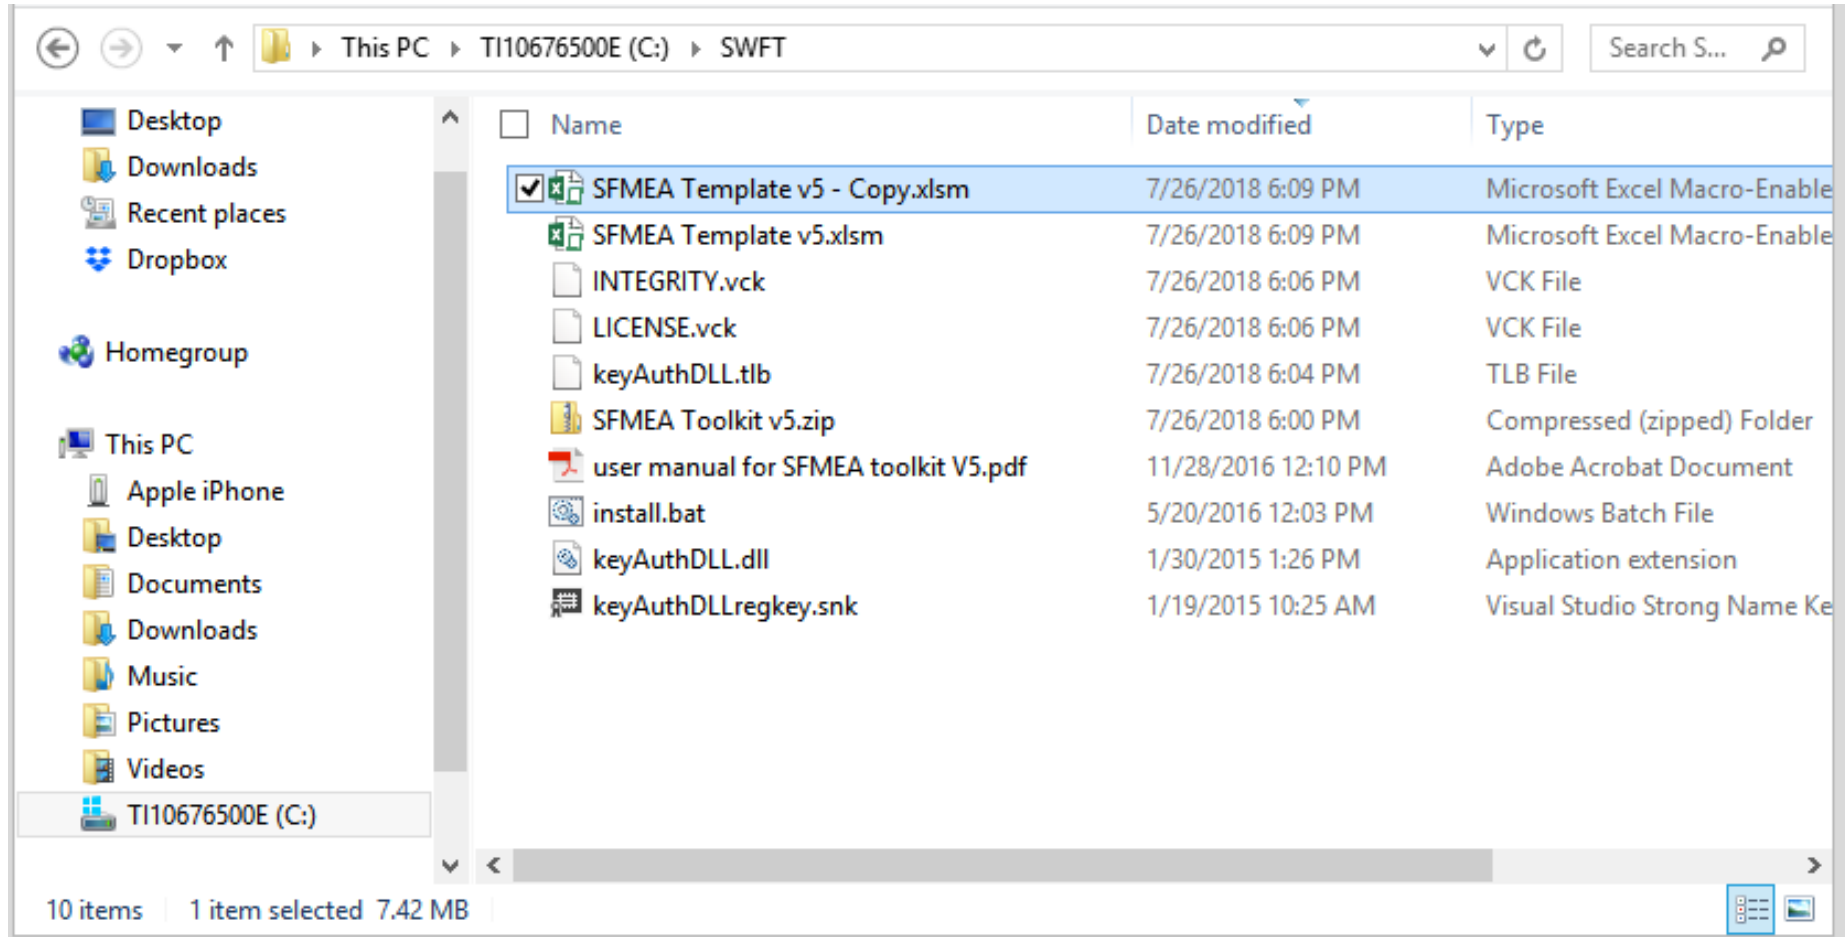 This PC TI10676500E (C:) SWFT Search S...
Name Date modified Type
Desktop
Downloads
Recent places
Dropbox
Homegroup
This PC
Apple iPhone
Desktop
Documents
Downloads
Music
Pictures
Videos
TI10676500E (C:)
SFMEA Template v5 - Copy.xlsm 7/26/2018 6:09 PM Microsoft Excel Macro-Enable
SFMEA Template v5.xlsm 7/26/2018 6:09 PM Microsoft Excel Macro-Enable
INTEGRITY.vck 7/26/2018 6:06 PM VCK File
LICENSE.vck 7/26/2018 6:06 PM VCK File
keyAuthDLL.tlb 7/26/2018 6:04 PM TLB File
SFMEA Toolkit v5.zip 7/26/2018 6:00 PM Compressed (zipped) Folder
user manual for SFMEA toolkit V5.pdf 11/28/2016 12:10 PM Adobe Acrobat Document
install.bat 5/20/2016 12:03 PM Windows Batch File
keyAuthDLL.dll 1/30/2015 1:26 PM Application extension
keyAuthDLLregkey.snk 1/19/2015 10:25 AM Visual Studio Strong Name Ke
10 items 1 item selected 7.42 MB